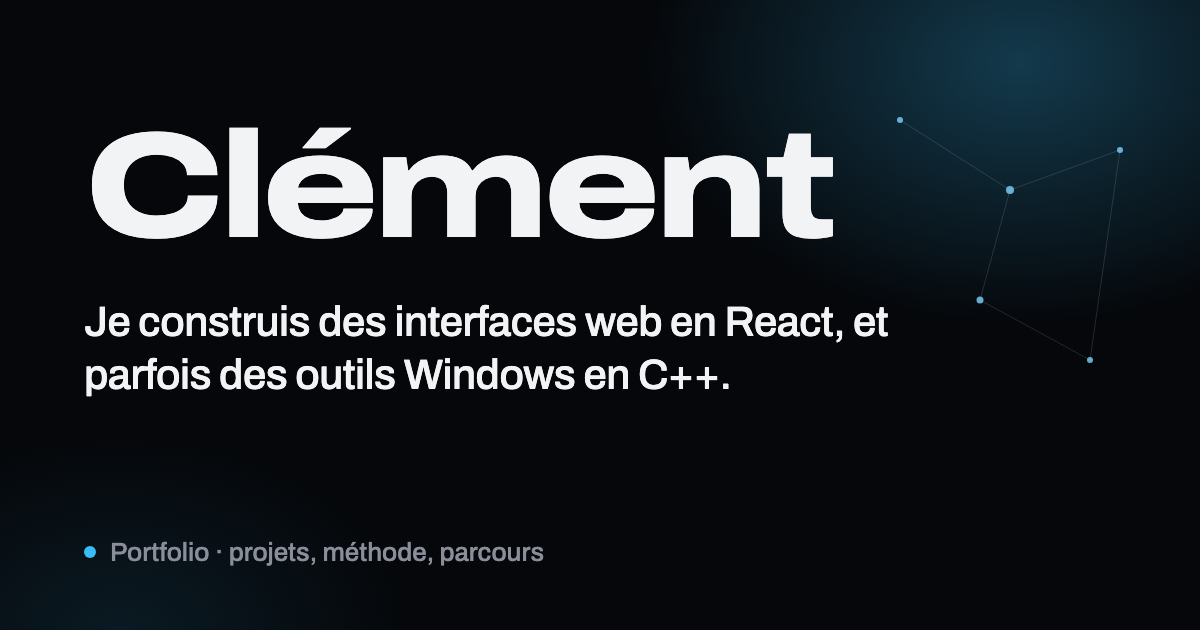 Clément
Je construis des interfaces web en React, et
parfois des outils Windows en C++.
Portfolio · projets, méthode, parcours